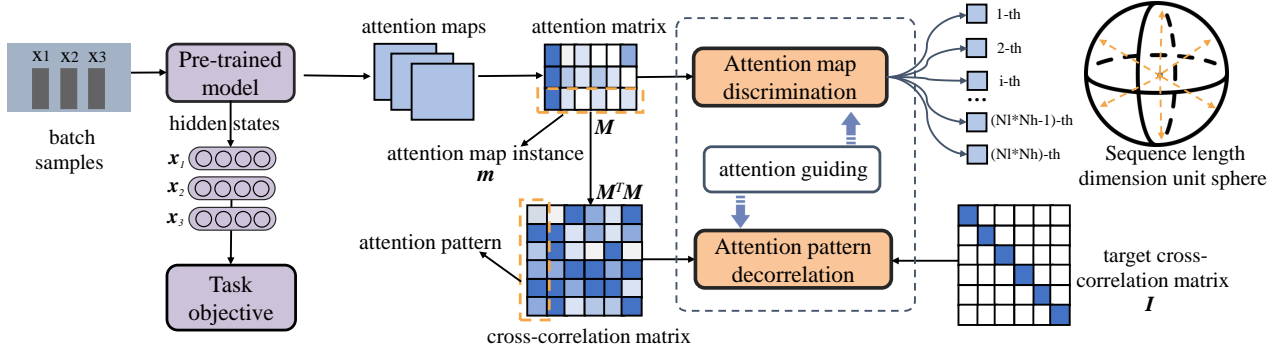 x1 x2 x3
batch
samples
Pre-trained
model
hidden states
x1
x2
x3
Task
objective
attention maps
attention matrix
M
attention map instance
m
MᵀM
attention pattern
cross-correlation matrix
Attention map
discrimination
attention guiding
Attention pattern
decorrelation
1-th
2-th
i-th
...
(Nl*Nh-1)-th
(Nl*Nh)-th
Sequence length
dimension unit sphere
target cross-
correlation matrix
I